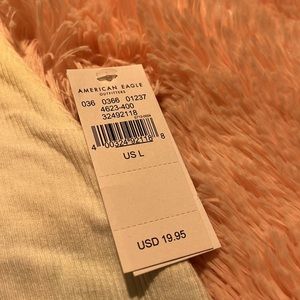 AMERICAN EAGLE
OUTFITTERS
036 0366 01237
4623-400
32492118
US L
USD 19.95